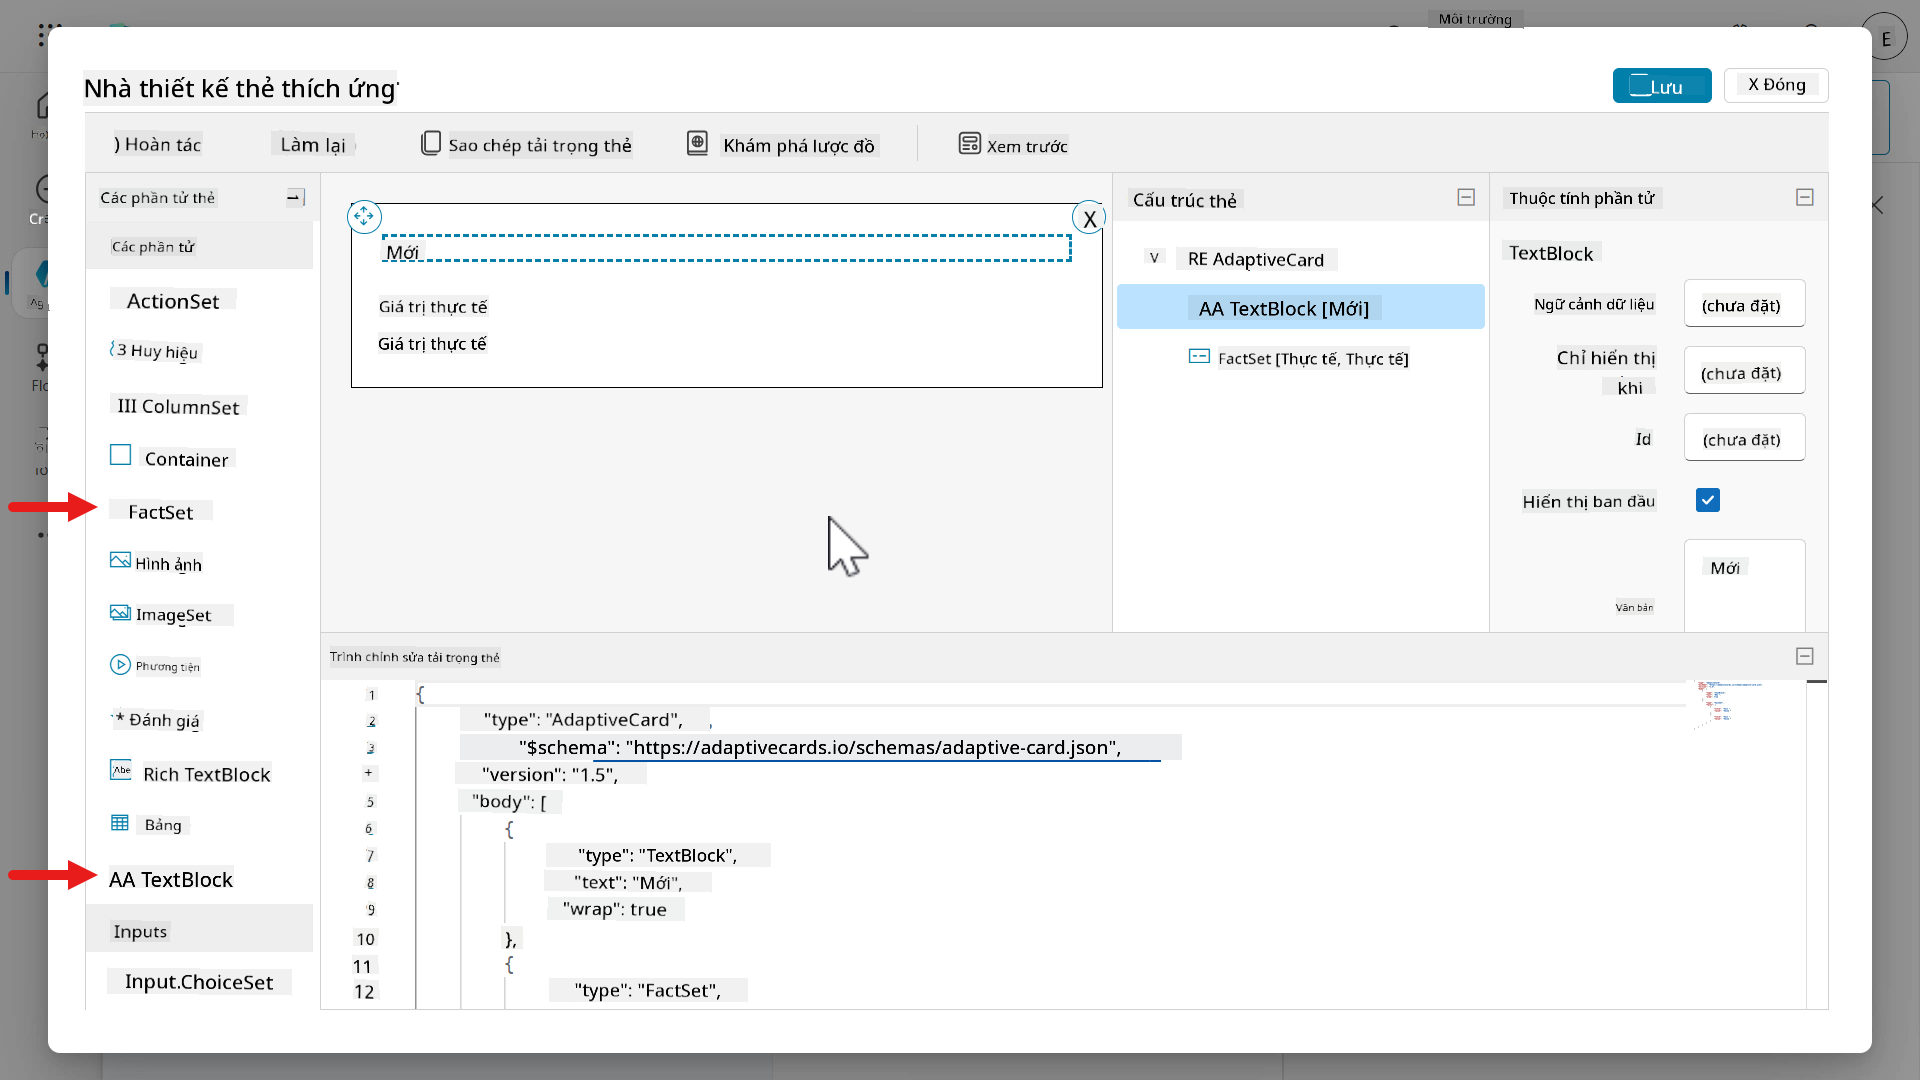 Môi trường
E
Nhà thiết kế thẻ thích ứng
Lưu
X Đóng
) Hoàn tác
Làm lại
Sao chép tải trọng thẻ
Khám phá lược đồ
Xem trước
Các phần tử thẻ
Các phần tử
ActionSet
3 Huy hiệu
III ColumnSet
Container
FactSet
Hình ảnh
ImageSet
Phương tiện
* Đánh giá
Abe
Rich TextBlock
Bảng
AA TextBlock
Inputs
Input.ChoiceSet
X
Mới
Giá trị thực tế
Giá trị thực tế
Cấu trúc thẻ
V RE AdaptiveCard
AA TextBlock [Mới]
FactSet [Thực tế, Thực tế]
Thuộc tính phần tử
TextBlock
Ngữ cảnh dữ liệu
(chưa đặt)
Chỉ hiển thị
khi
(chưa đặt)
Id
(chưa đặt)
Hiển thị ban đầu
Mới
Văn bản
Trình chỉnh sửa tải trọng thẻ
1 {
2 "type": "AdaptiveCard",
3 "$schema": "https://adaptivecards.io/schemas/adaptive-card.json",
+ "version": "1.5",
5 "body": [
6 {
7 "type": "TextBlock",
8 "text": "Mới",
9 "wrap": true
10 },
11 {
12 "type": "FactSet",